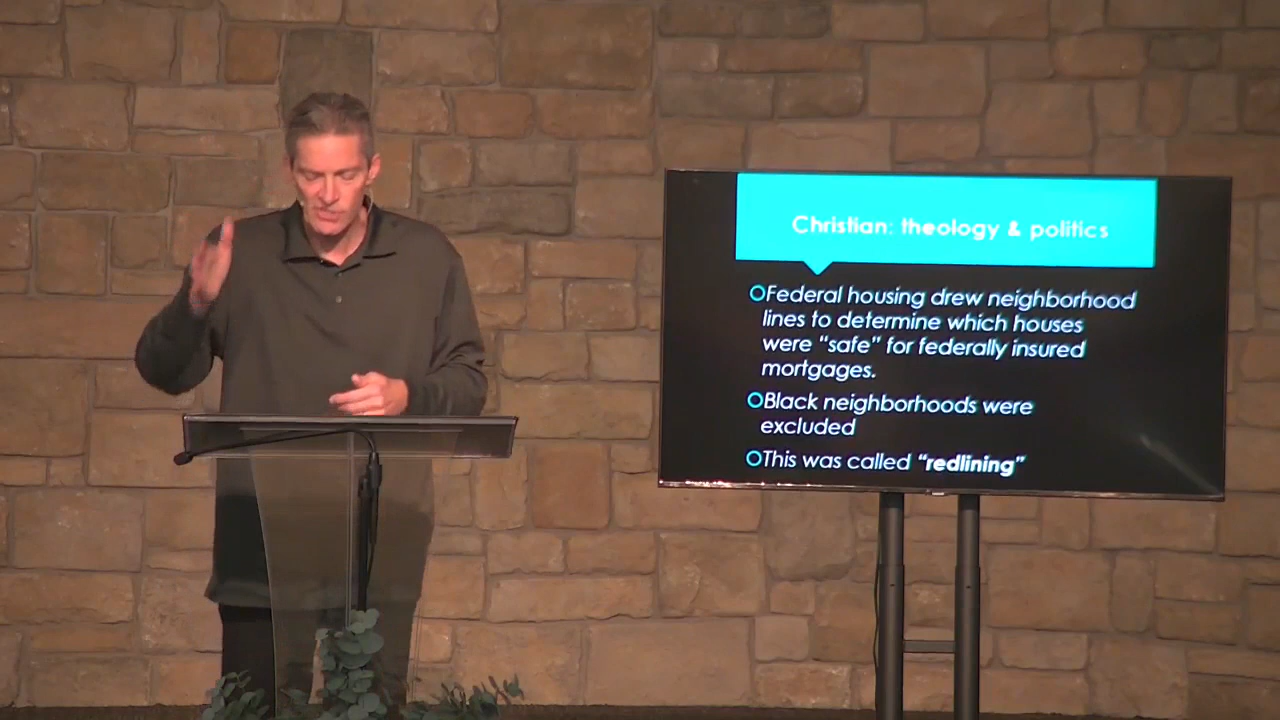 Christian: theology & politics
Federal housing drew neighborhood
lines to determine which houses
were “safe” for federally insured
mortgages.
Black neighborhoods were
excluded
This was called “redlining”